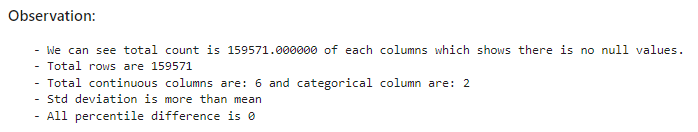 Observation:
- We can see total count is 159571.000000 of each columns which shows there is no null values.
- Total rows are 159571
- Total continuous columns are: 6 and categorical column are: 2
- Std deviation is more than mean
- All percentile difference is 0